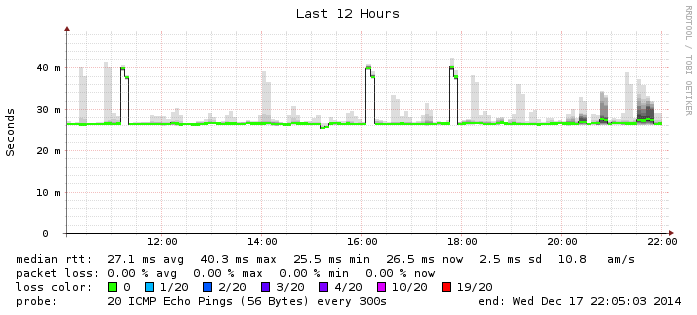 Last 12 Hours
RRDTOOL / TOBI OETIKER
Seconds
40 m
30 m
20 m
10 m
0
12:00 14:00 16:00 18:00 20:00 22:00
median rtt: 27.1 ms avg 40.3 ms max 25.5 ms min 26.5 ms now 2.5 ms sd 10.8 am/s
packet loss: 0.00 % avg 0.00 % max 0.00 % min 0.00 % now
loss color: 0 1/20 2/20 3/20 4/20 10/20 19/20
probe: 20 ICMP Echo Pings (56 Bytes) every 300s end: Wed Dec 17 22:05:03 2014